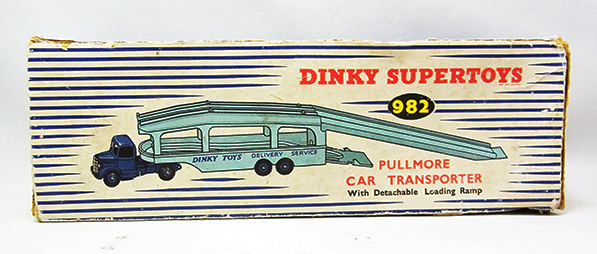 DINKY SUPERTOYS
982
DINKY TOYS DELIVERY SERVICE
PULLMORE
CAR TRANSPORTER
With Detachable Loading Ramp